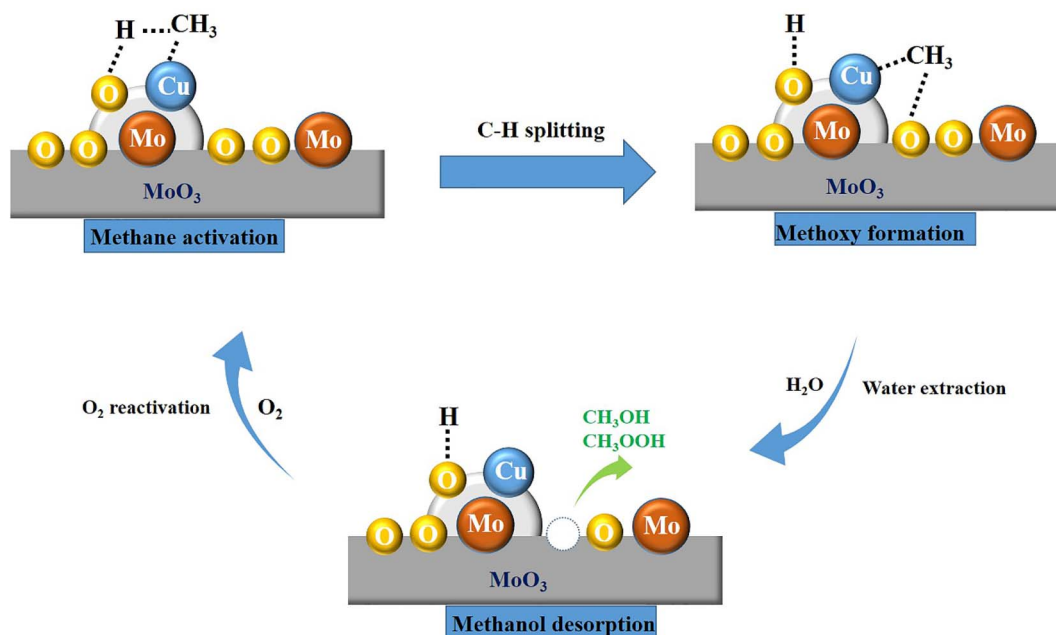 H CH₃
O Cu
O O Mo O O Mo
MoO₃
Methane activation
C-H splitting
H
O Cu CH₃
O O Mo O O Mo
MoO₃
Methoxy formation
O₂ reactivation
O₂
H₂O
Water extraction
H
CH₃OH
CH₃OOH
O Cu
O O Mo O Mo
MoO₃
Methanol desorption